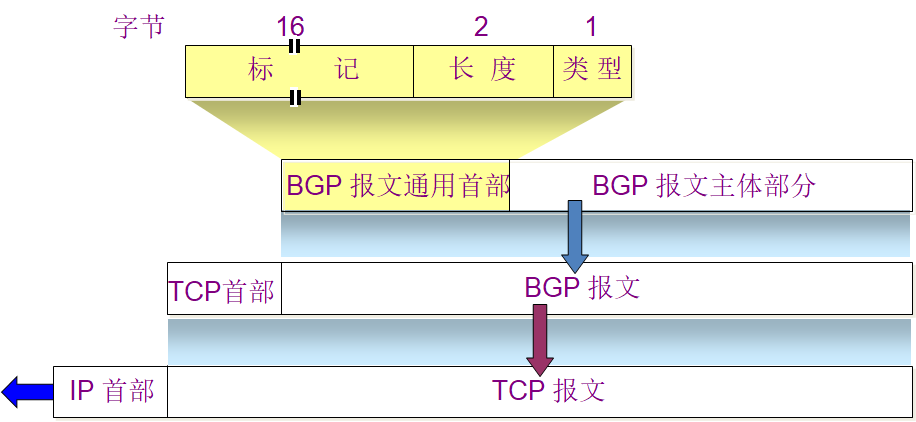 字节 16 2 1
标 记 长 度 类 型
BGP 报文通用首部 BGP 报文主体部分
TCP首部 BGP 报文
IP 首部 TCP 报文